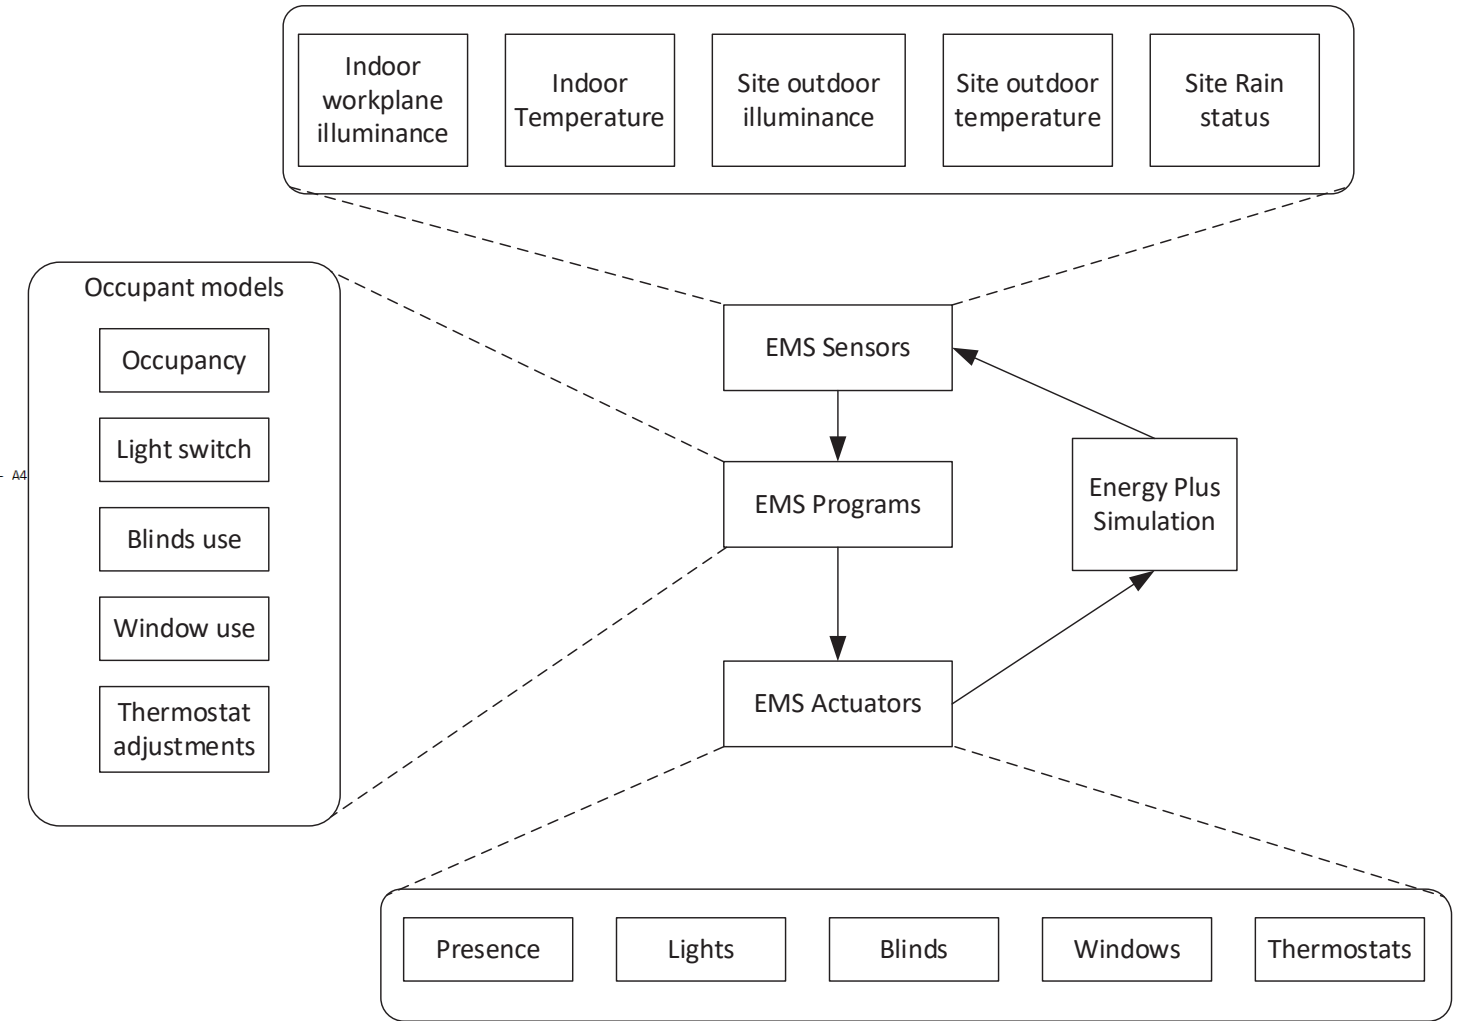 Indoor
workplane
illuminance
Indoor
Temperature
Site outdoor
illuminance
Site outdoor
temperature
Site Rain
status
Occupant models
Occupancy
Light switch
Blinds use
Window use
Thermostat
adjustments
- A4
EMS Sensors
EMS Programs
EMS Actuators
Energy Plus
Simulation
Presence
Lights
Blinds
Windows
Thermostats